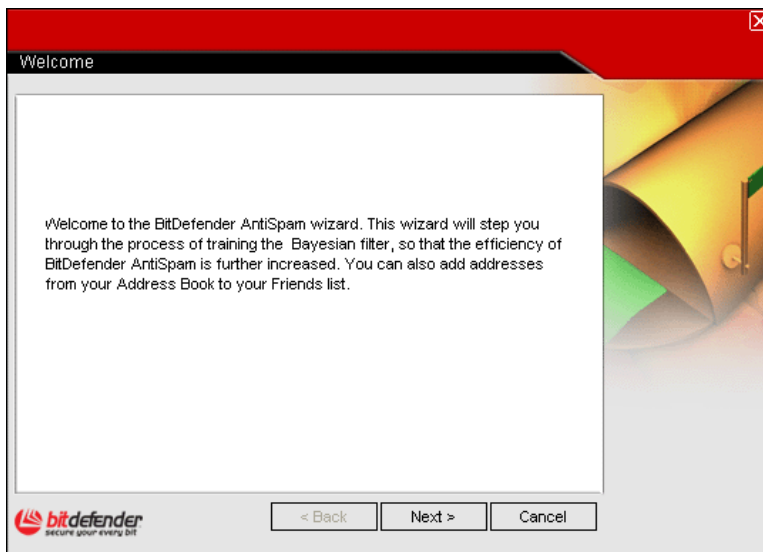 Welcome
Welcome to the BitDefender AntiSpam wizard. This wizard will step you
through the process of training the Bayesian filter, so that the efficiency of
BitDefender AntiSpam is further increased. You can also add addresses
from your Address Book to your Friends list.
bitdefender
secure your every bit
< Back
Next >
Cancel